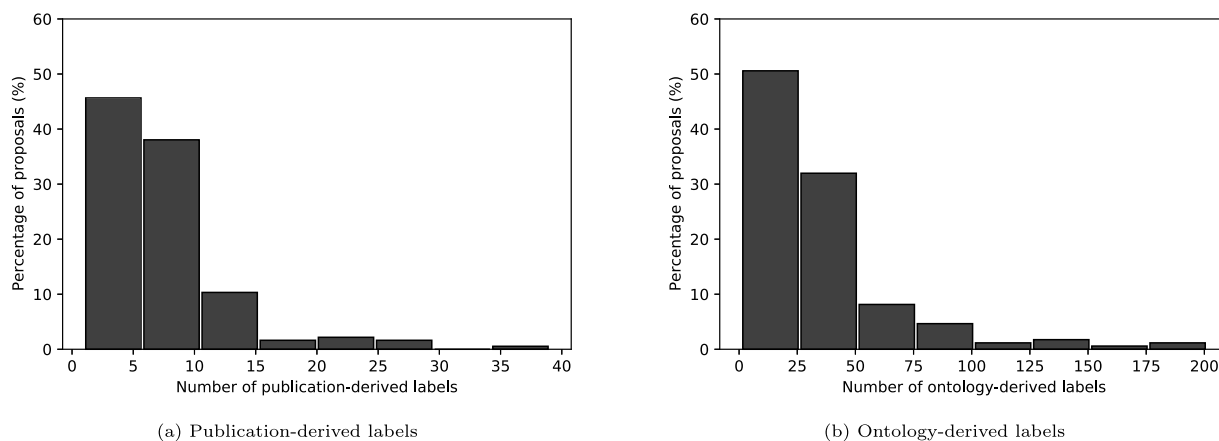 60
50
40
30
20
10
0
Percentage of proposals (%)
0 5 10 15 20 25 30 35 40
Number of publication-derived labels
(a) Publication-derived labels
60
50
40
30
20
10
0
Percentage of proposals (%)
0 25 50 75 100 125 150 175 200
Number of ontology-derived labels
(b) Ontology-derived labels